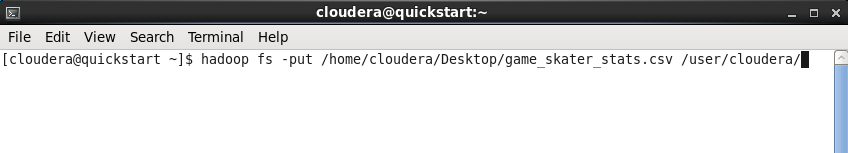 cloudera@quickstart:~
File Edit View Search Terminal Help
[cloudera@quickstart ~]$ hadoop fs -put /home/cloudera/Desktop/game_skater_stats.csv /user/cloudera/